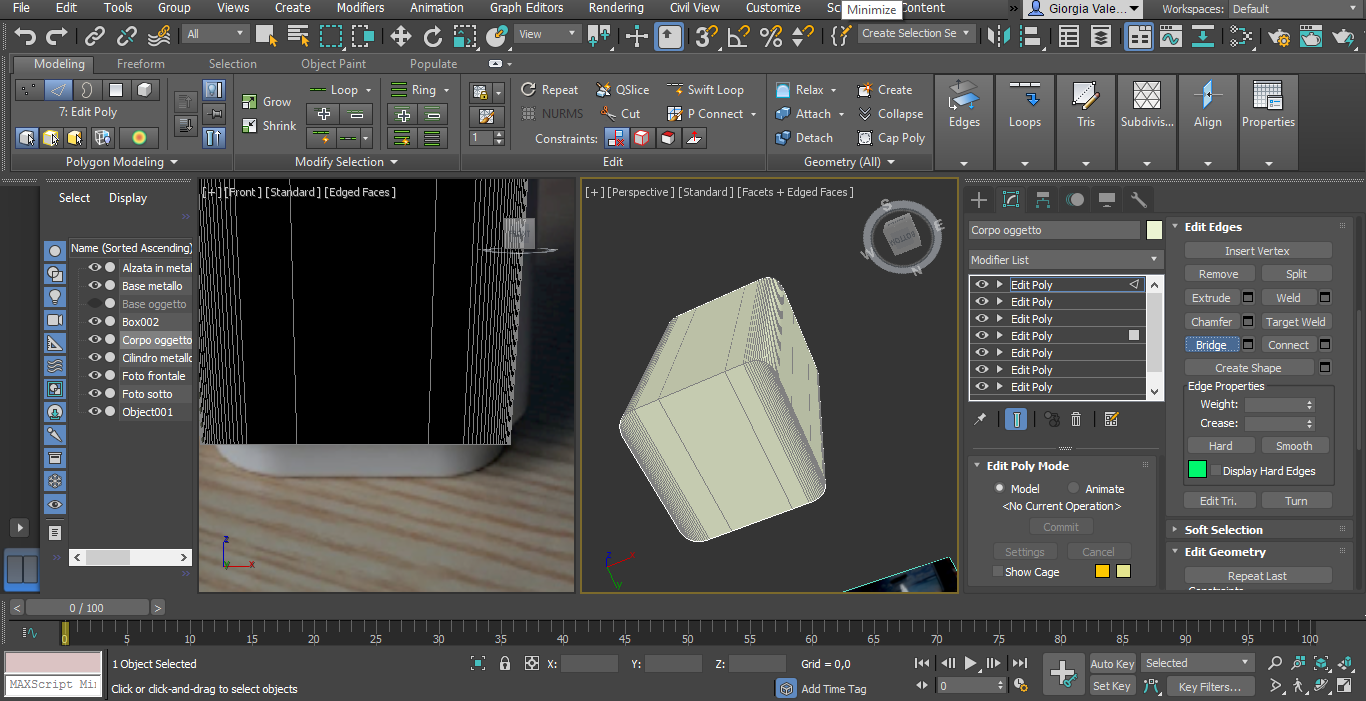 File Edit Tools Group Views Create Modifiers Animation Graph Editors Rendering Civil View Customize Sc Content » Giorgia Vale... Workspaces: Default
Minimize
All View Create Selection Se
Modeling Freeform Selection Object Paint Populate
7: Edit Poly
Polygon Modeling
Grow
Shrink
Loop Ring
Modify Selection
1
Repeat QSlice Swift Loop
NURMS Cut P Connect
Constraints:
Edit
Relax Create
Attach Collapse
Detach Cap Poly
Geometry (All)
Edges Loops Tris Subdivis... Align Properties
Select Display
Name (Sorted Ascending)
Alzata in metal
Base metallo
Base oggetto
Box002
Corpo oggetto
Cilindro metallo
Foto frontale
Foto sotto
Object001
[+] [Front ] [Standard ] [Edged Faces ]
z
y x
[+] [Perspective ] [Standard ] [Facets + Edged Faces ]
S
E
W
N
BOTTOM
z x
y
Corpo oggetto
Modifier List
Edit Poly
Edit Poly
Edit Poly
Edit Poly
Edit Poly
Edit Poly
Edit Poly
Edit Poly Mode
Model Animate
<No Current Operation>
Commit
Settings Cancel
Show Cage
Edit Edges
Insert Vertex
Remove Split
Extrude Weld
Chamfer Target Weld
Bridge Connect
Create Shape
Edge Properties
Weight:
Crease:
Hard Smooth
Display Hard Edges
Edit Tri. Turn
Soft Selection
Edit Geometry
Repeat Last
Constraints
< 0 / 100 >
0 5 10 15 20 25 30 35 40 45 50 55 60 65 70 75 80 85 90 95 100
MAXScript Mi
1 Object Selected
Click or click-and-drag to select objects
X: Y: Z: Grid = 0,0
Add Time Tag
0
Auto Key Selected
Set Key Key Filters...